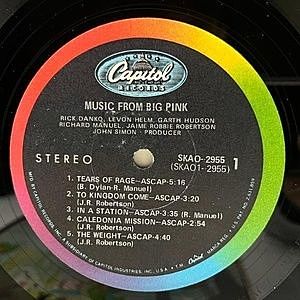 Capitol
RECORDS
MUSIC FROM BIG PINK
RICK DANKO, LEVON HELM, GARTH HUDSON
RICHARD MANUEL, JAIME ROBBIE ROBERTSON
JOHN SIMON - PRODUCER
STEREO
SKAO-2955
(SKAO1-2955)
1
1. TEARS OF RAGE—ASCAP-5:16
(B. Dylan-R. Manuel)
2. TO KINGDOM COME—ASCAP-3:20
(J.R. Robertson)
3. IN A STATION—ASCAP-3:35 (R. Manuel)
4. CALEDONIA MISSION—ASCAP-2:54
(J.R. Robertson)
5. THE WEIGHT—ASCAP-4:40
(J.R. Robertson)